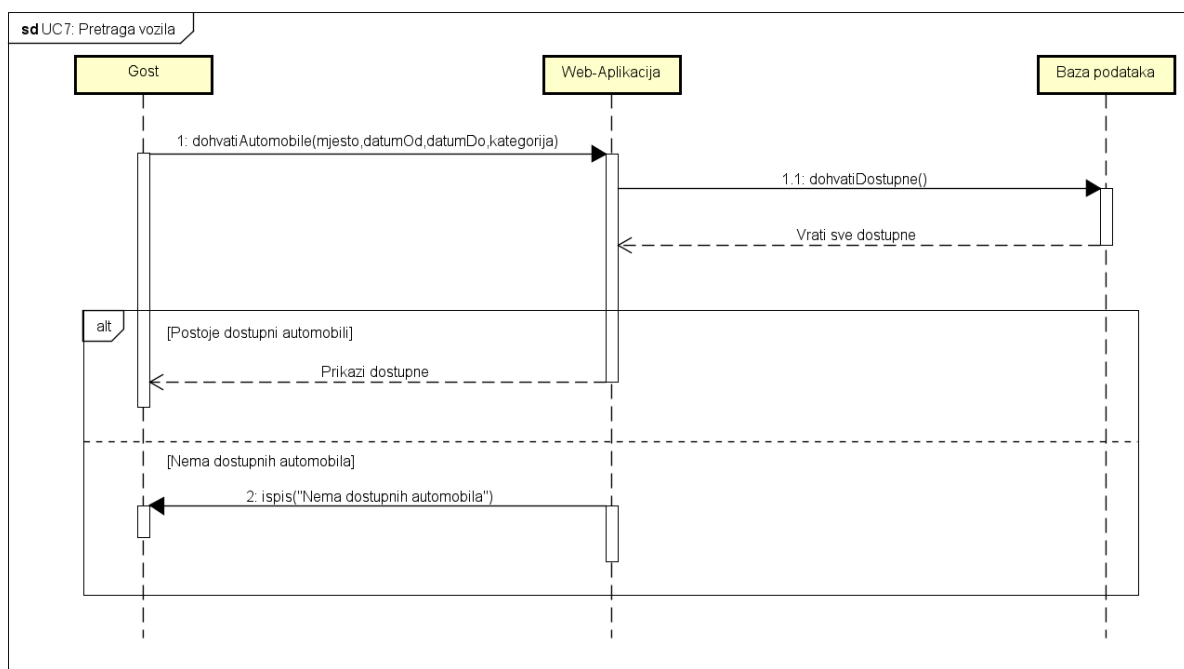 sd UC7: Pretraga vozila
Gost
Web-Aplikacija
Baza podataka
1: dohvatiAutomobile(mjesto,datumOd,datumDo,kategorija)
1.1: dohvatiDostupne()
Vrati sve dostupne
alt
[Postoje dostupni automobili]
Prikazi dostupne
[Nema dostupnih automobila]
2: ispis("Nema dostupnih automobila")